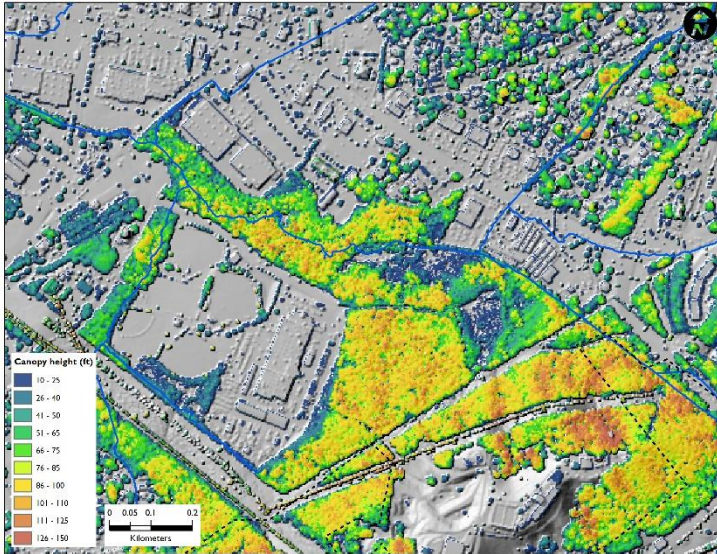 Canopy height (ft)
10 - 25
26 - 40
41 - 50
51 - 65
66 - 75
76 - 85
86 - 100
101 - 110
111 - 125
126 - 150
0 0.05 0.1 0.2
Kilometers